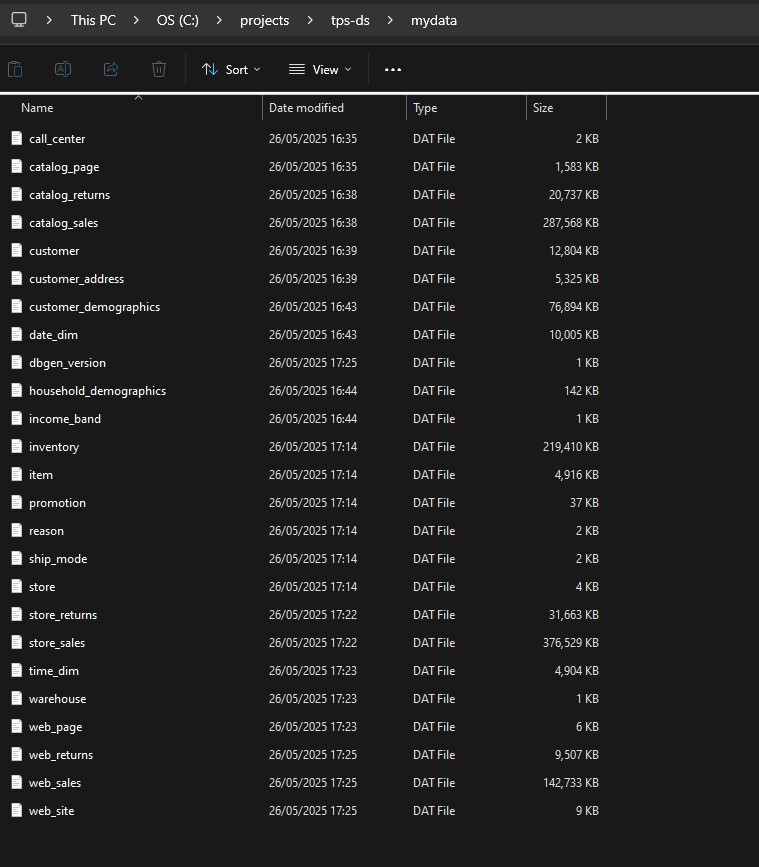 This PC > OS (C:) > projects > tps-ds > mydata
Sort View ...
Name Date modified Type Size
call_center 26/05/2025 16:35 DAT File 2 KB
catalog_page 26/05/2025 16:35 DAT File 1,583 KB
catalog_returns 26/05/2025 16:38 DAT File 20,737 KB
catalog_sales 26/05/2025 16:38 DAT File 287,568 KB
customer 26/05/2025 16:39 DAT File 12,804 KB
customer_address 26/05/2025 16:39 DAT File 5,325 KB
customer_demographics 26/05/2025 16:43 DAT File 76,894 KB
date_dim 26/05/2025 16:43 DAT File 10,005 KB
dbgen_version 26/05/2025 17:25 DAT File 1 KB
household_demographics 26/05/2025 16:44 DAT File 142 KB
income_band 26/05/2025 16:44 DAT File 1 KB
inventory 26/05/2025 17:14 DAT File 219,410 KB
item 26/05/2025 17:14 DAT File 4,916 KB
promotion 26/05/2025 17:14 DAT File 37 KB
reason 26/05/2025 17:14 DAT File 2 KB
ship_mode 26/05/2025 17:14 DAT File 2 KB
store 26/05/2025 17:14 DAT File 4 KB
store_returns 26/05/2025 17:22 DAT File 31,663 KB
store_sales 26/05/2025 17:22 DAT File 376,529 KB
time_dim 26/05/2025 17:23 DAT File 4,904 KB
warehouse 26/05/2025 17:23 DAT File 1 KB
web_page 26/05/2025 17:23 DAT File 6 KB
web_returns 26/05/2025 17:25 DAT File 9,507 KB
web_sales 26/05/2025 17:25 DAT File 142,733 KB
web_site 26/05/2025 17:25 DAT File 9 KB